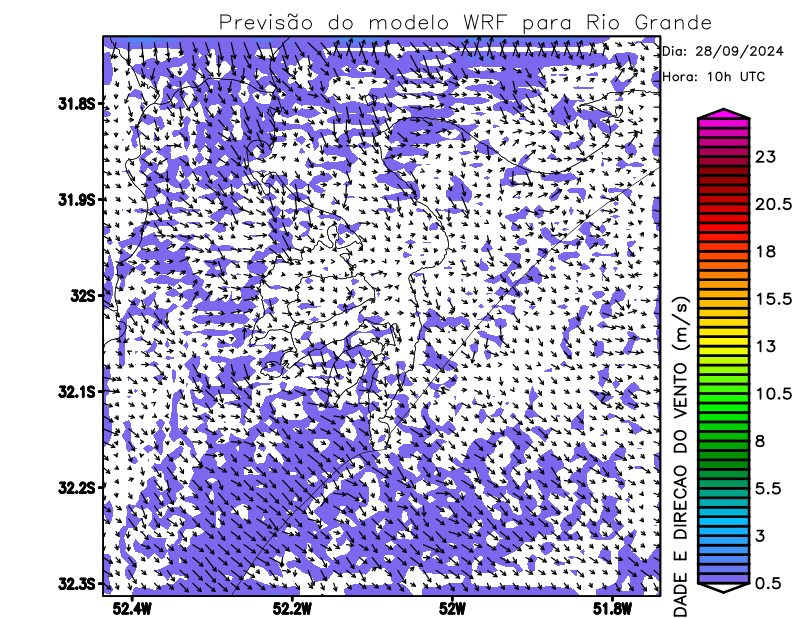 Previsão do modelo WRF para Rio Grande
Dia: 28/09/2024
Hora: 10h UTC
31.8S
31.9S
32S
32.1S
32.2S
32.3S
52.4W
52.2W
52W
51.8W
23
20.5
18
15.5
13
10.5
8
5.5
3
0.5
DADE E DIRECAO DO VENTO (m/s)